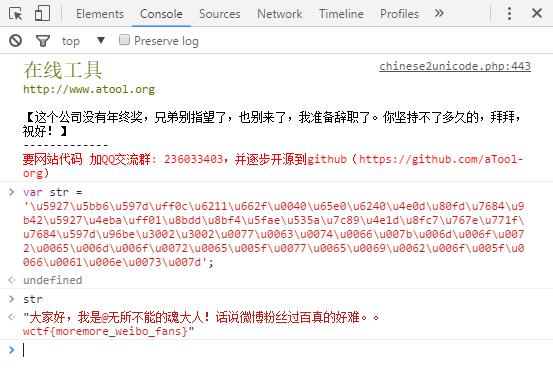 Elements Console Sources Network Timeline Profiles
top Preserve log
在线工具 chinese2unicode.php:443
http://www.atool.org
【这个公司没有年终奖，兄弟别指望了，也别来了，我准备辞职了。你坚持不了多久的，拜拜，
祝好！】
-------------
要网站代码 加QQ交流群: 236033403，并逐步开源到github (https://github.com/aTool-
org)
var str =
'\u5927\u5bb6\u597d\uff0c\u6211\u662f\u0040\u65e0\u6240\u4e0d\u80fd\u7684\u9
b42\u5927\u4eba\uff01\u8bdd\u8bf4\u5fae\u535a\u7c89\u4e1d\u8fc7\u767e\u771f\
u7684\u597d\u96be\u3002\u3002\u0077\u0063\u0074\u0066\u007b\u006d\u006f\u007
2\u0065\u006d\u006f\u0072\u0065\u005f\u0077\u0065\u0069\u0062\u006f\u005f\u0
066\u0061\u006e\u0073\u007d';
undefined
str
"大家好，我是@无所不能的魂大人！话说微博粉丝过百真的好难。。
wctf{moremore_weibo_fans}"